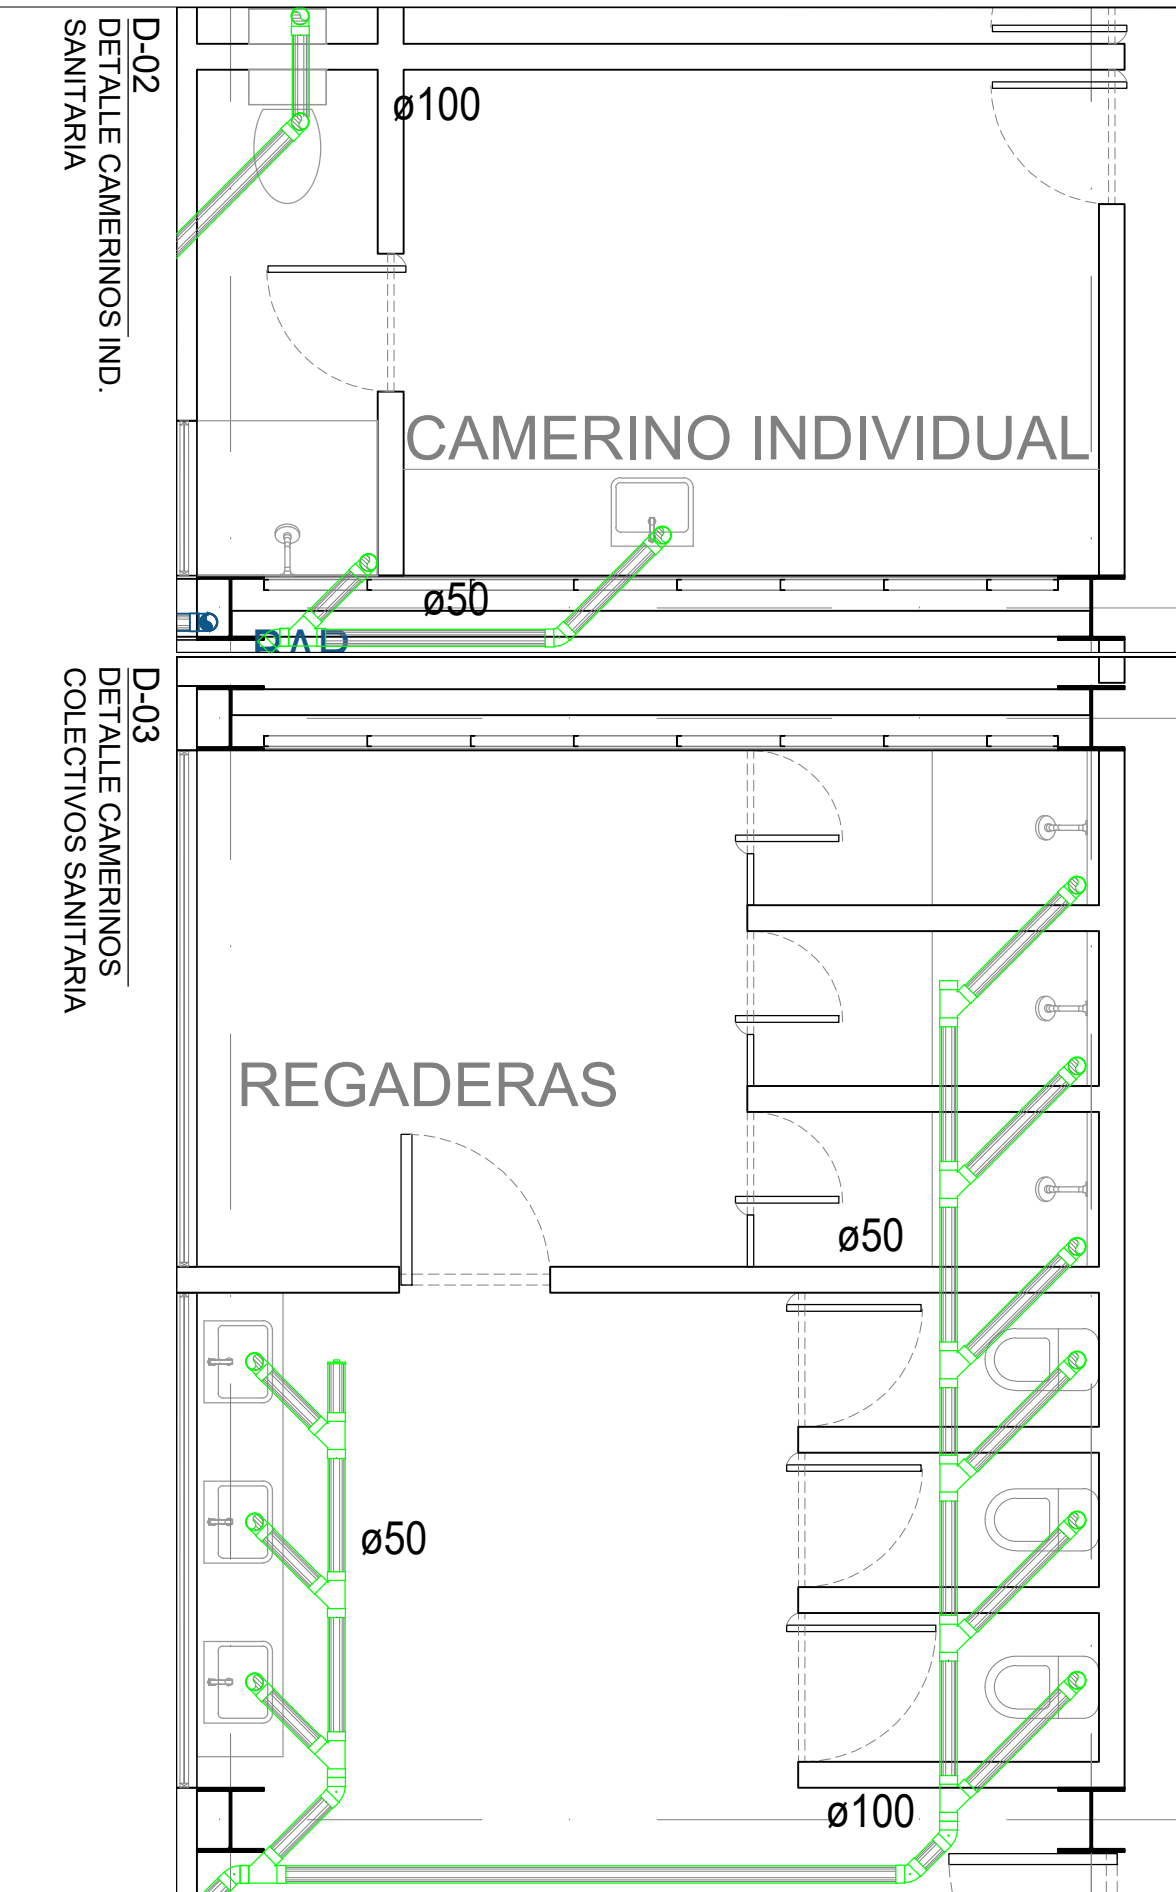 D-02
DETALLE CAMERINOS IND.
SANITARIA
ø100
CAMERINO INDIVIDUAL
ø50
D-03
DETALLE CAMERINOS
COLECTIVOS SANITARIA
REGADERAS
ø50
ø50
ø100